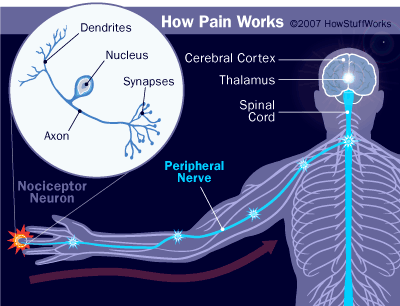 How Pain Works ©2007 HowStuffWorks
Dendrites
Nucleus
Synapses
Axon
Cerebral Cortex
Thalamus
Spinal
Cord
Peripheral
Nerve
Nociceptor
Neuron